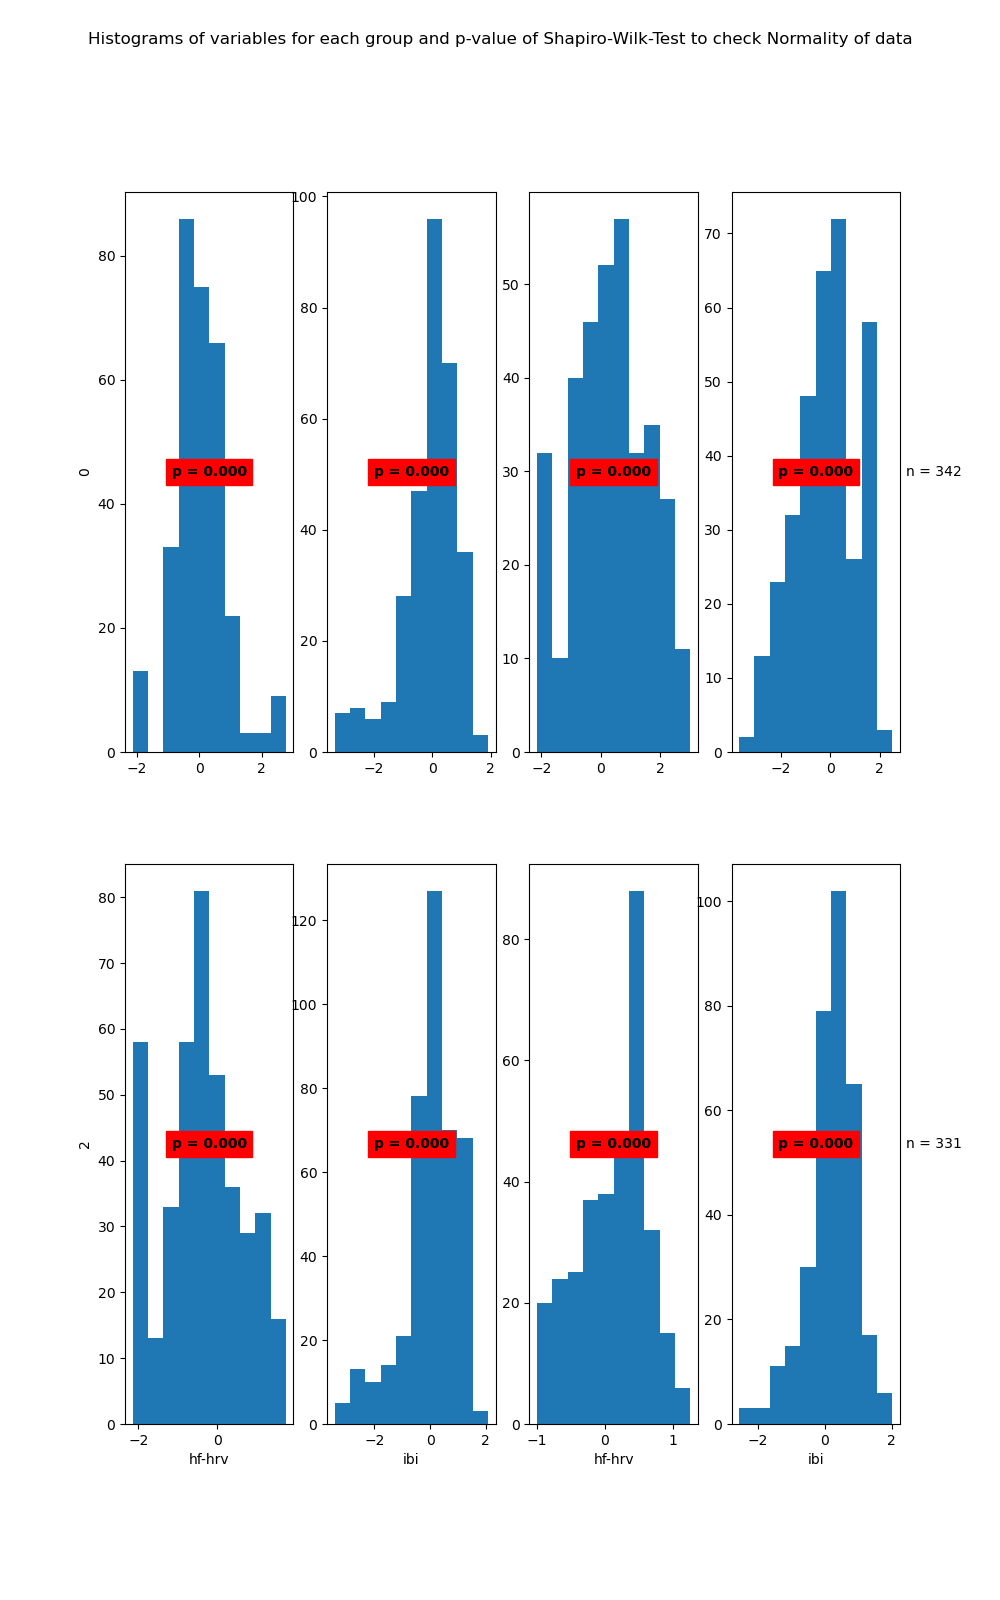 Histograms of variables for each group and p-value of Shapiro-Wilk-Test to check Normality of data
80
60
40
20
0
0
−2 0 2
p = 0.000
100
80
60
40
20
0
−2 0 2
p = 0.000
50
40
30
20
10
0
−2 0 2
p = 0.000
70
60
50
40
30
20
10
0
−2 0 2
p = 0.000
n = 342
80
70
60
50
40
30
20
10
0
2
−2 0
hf-hrv
p = 0.000
120
100
80
60
40
20
0
−2 0 2
ibi
p = 0.000
80
60
40
20
0
−1 0 1
hf-hrv
p = 0.000
100
80
60
40
20
0
−2 0 2
ibi
p = 0.000
n = 331